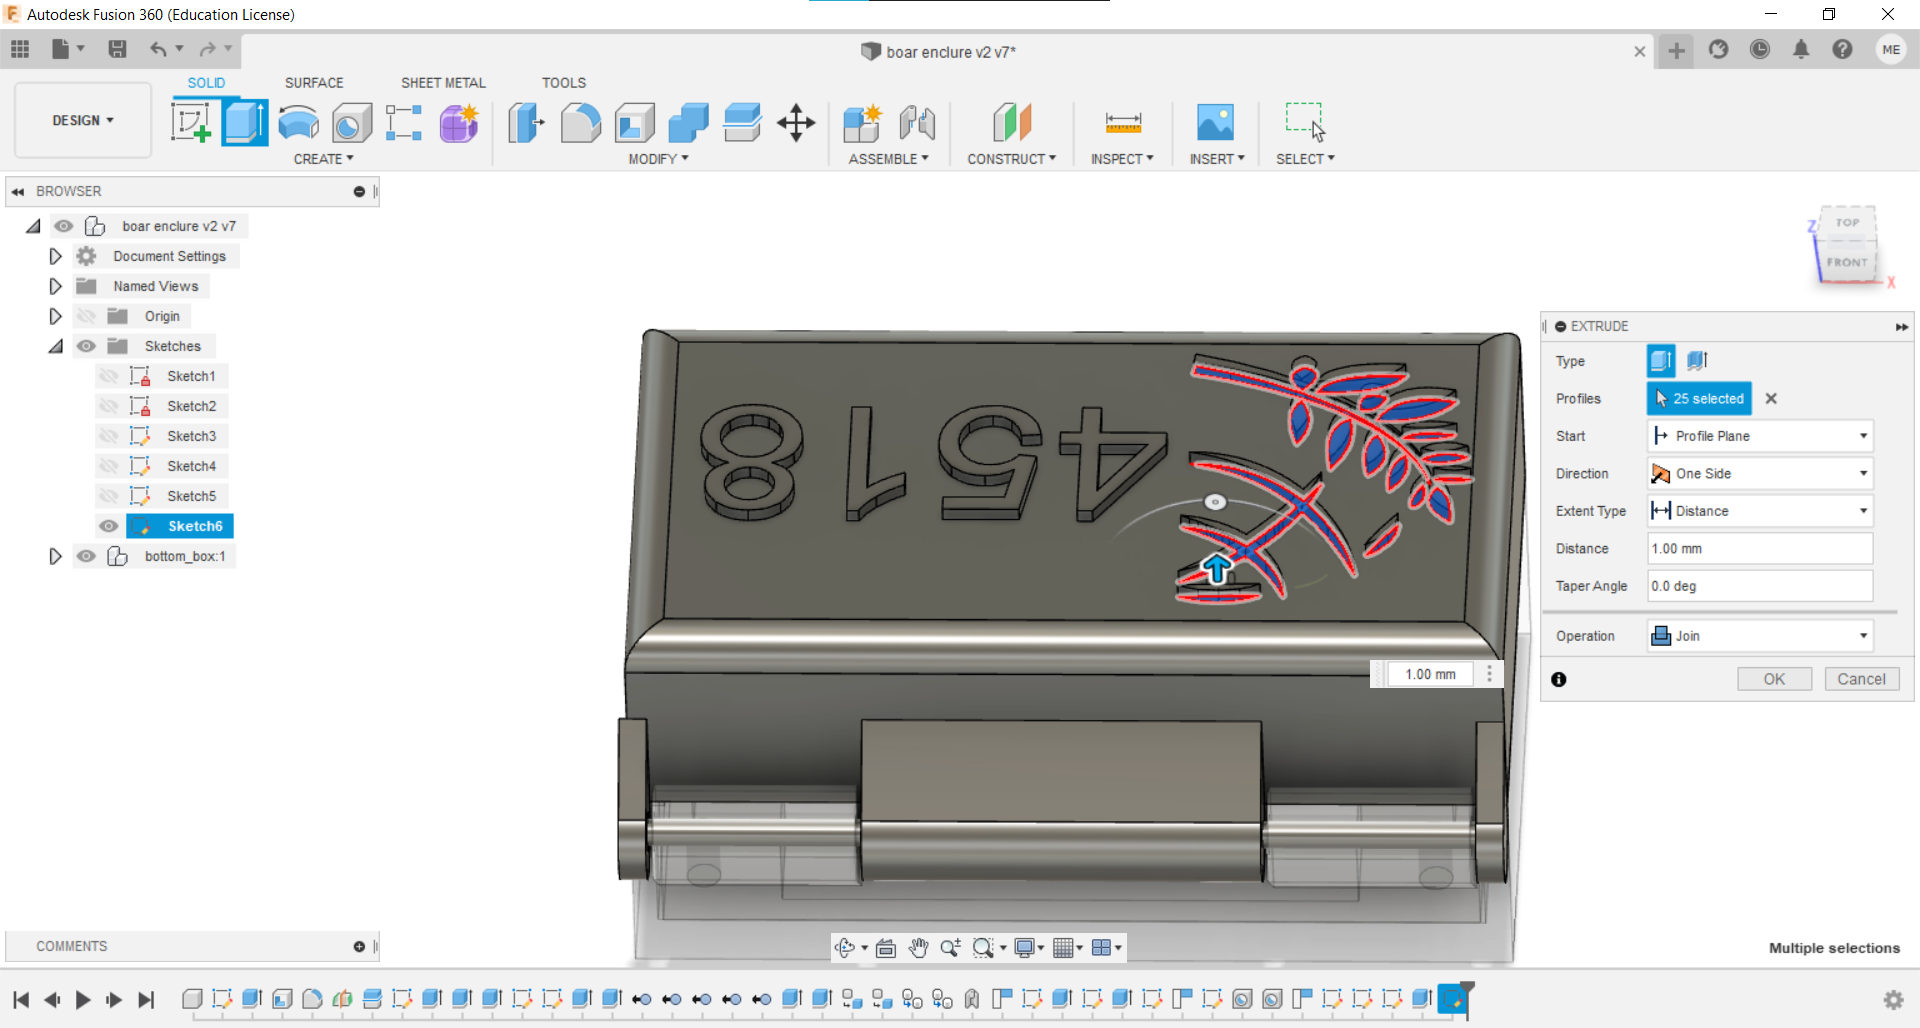 Autodesk Fusion 360 (Education License)
boar enclure v2 v7*
ME
DESIGN
SOLID SURFACE SHEET METAL TOOLS
CREATE MODIFY ASSEMBLE CONSTRUCT INSPECT INSERT SELECT
BROWSER
boar enclure v2 v7
Document Settings
Named Views
Origin
Sketches
Sketch1
Sketch2
Sketch3
Sketch4
Sketch5
Sketch6
bottom_box:1
8154
TOP
FRONT
Z
X
EXTRUDE
Type
Profiles 25 selected
Start Profile Plane
Direction One Side
Extent Type Distance
Distance 1.00 mm
Taper Angle 0.0 deg
Operation Join
OK Cancel
1.00 mm
COMMENTS
Multiple selections